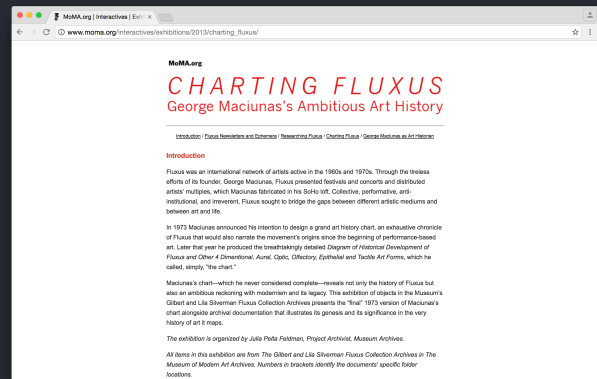 MoMA.org | Interactives | Exhi
www.moma.org/interactives/exhibitions/2013/charting_fluxus/
MoMA.org
CHARTING FLUXUS
George Maciunas's Ambitious Art History
Introduction / Fluxus Newsletters and Ephemera / Researching Fluxus / Charting Fluxus / George Maciunas as Art Historian
Introduction
Fluxus was an international network of artists active in the 1960s and 1970s. Through the tireless
efforts of its founder, George Maciunas, Fluxus presented festivals and concerts and distributed
artists' multiples, which Maciunas fabricated in his SoHo loft. Collective, performative, anti-
institutional, and irreverent, Fluxus sought to bridge the gaps between different artistic mediums and
between art and life.
In 1973 Maciunas announced his intention to design a grand art history chart, an exhaustive chronicle
of Fluxus that would also narrate the movement's origins since the beginning of performance-based
art. Later that year he produced the breathtakingly detailed Diagram of Historical Development of
Fluxus and Other 4 Dimentional, Aural, Optic, Olfactory, Epithelial and Tactile Art Forms, which he
called, simply, "the chart."
Maciunas's chart—which he never considered complete—reveals not only the history of Fluxus but
also an ambitious reckoning with modernism and its legacy. This exhibition of objects in the Museum's
Gilbert and Lila Silverman Fluxus Collection Archives presents the "final" 1973 version of Maciunas's
chart alongside archival documentation that illustrates its genesis and its significance in the very
history of art it maps.
The exhibition is organized by Julia Pelta Feldman, Project Archivist, Museum Archives.
All items in this exhibition are from The Gilbert and Lila Silverman Fluxus Collection Archives in The
Museum of Modern Art Archives. Numbers in brackets identify the documents' specific folder
locations.